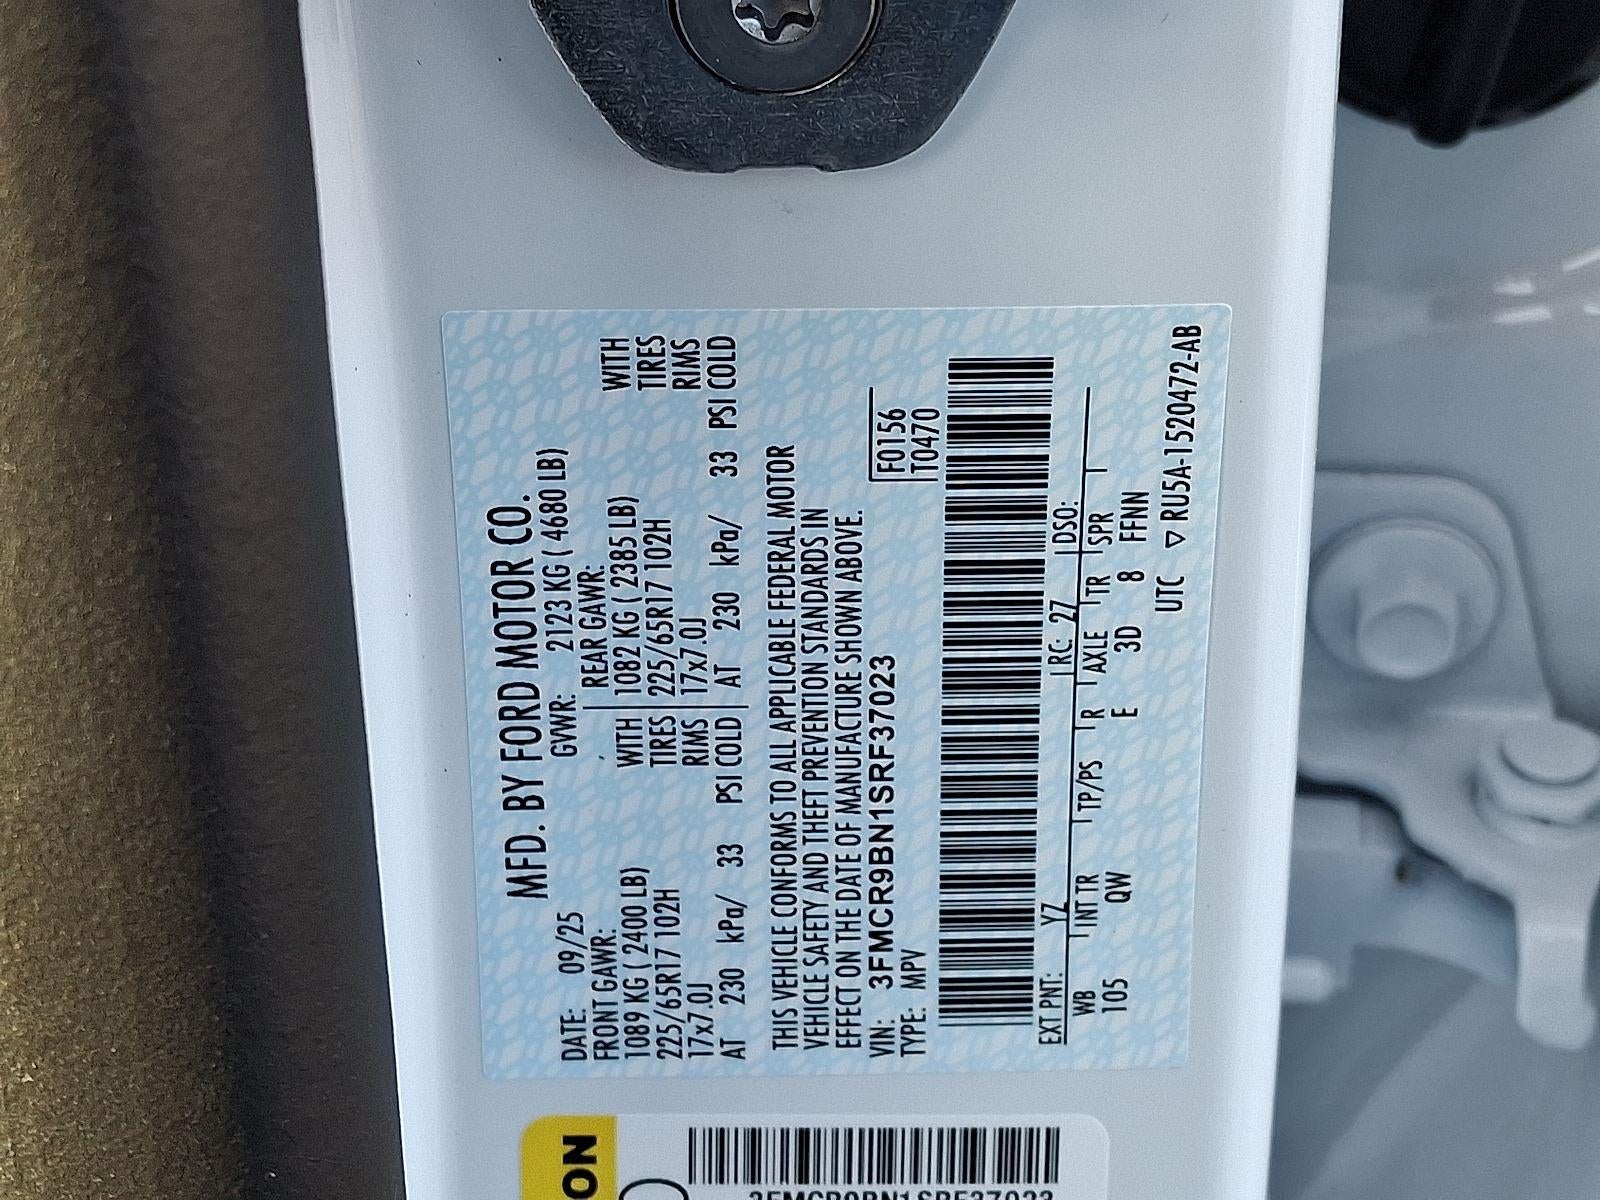 MFD. BY FORD MOTOR CO.
DATE: 09/25 GVWR: 2123 KG ( 4680 LB)
FRONT GAWR: REAR GAWR:
1089 KG ( 2400 LB) WITH 1082 KG ( 2385 LB) WITH
225/65R17 102H TIRES 225/65R17 102H TIRES
17x7.0J RIMS 17x7.0J RIMS
AT 230 kPa/ 33 PSI COLD AT 230 kPa/ 33 PSI COLD
THIS VEHICLE CONFORMS TO ALL APPLICABLE FEDERAL MOTOR
VEHICLE SAFETY AND THEFT PREVENTION STANDARDS IN
EFFECT ON THE DATE OF MANUFACTURE SHOWN ABOVE.
VIN: 3FMCR9BN1SRF37023 F0156
TYPE: MPV T0470
EXT PNT: YZ RC: 27 DSO:
WB INT TR TP/PS R AXLE TR SPR
105 QW E 3D 8 FFNN
UTC ▽ RU5A-1520472-AB
3FMCR9BN1SRF37023